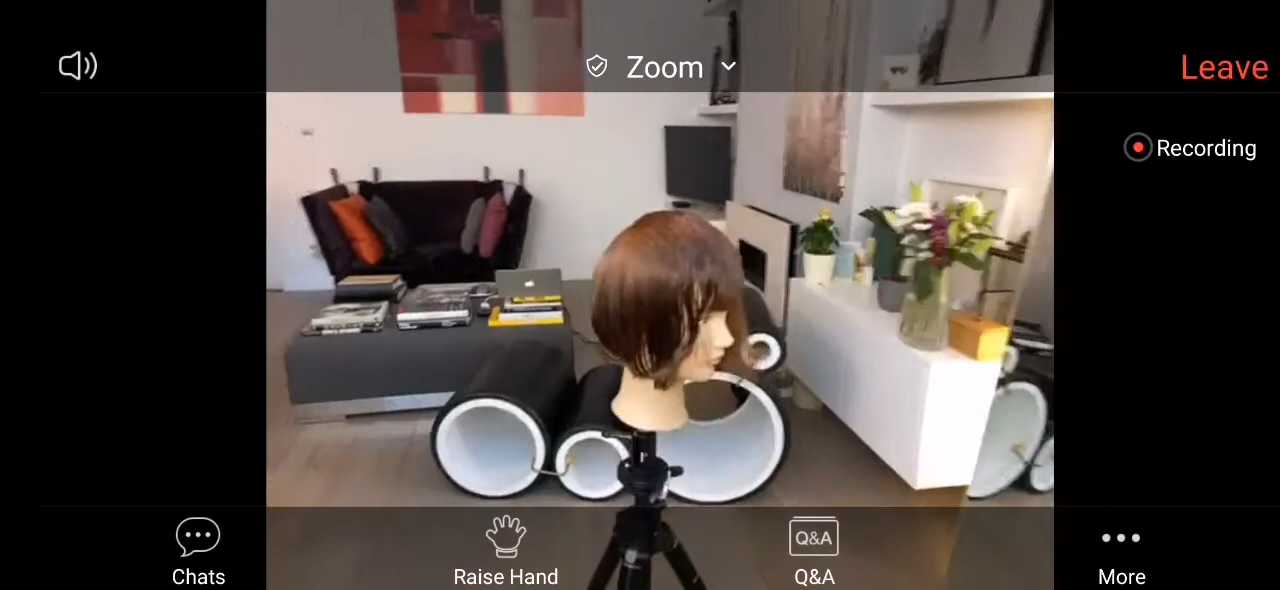 Zoom
Leave
Recording
Q&A
Chats
Raise Hand
Q&A
More